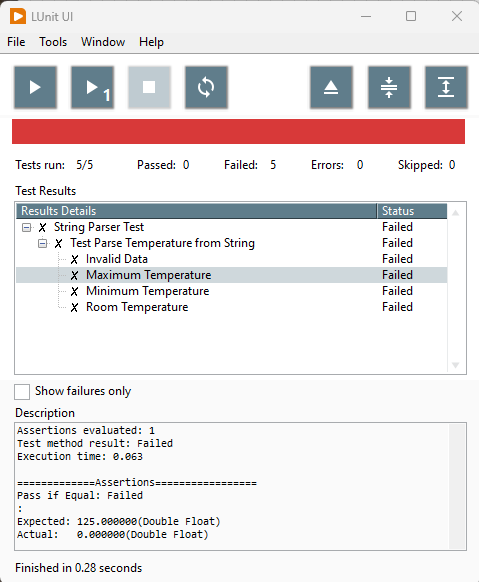 LUnit UI
File Tools Window Help
1
Tests run: 5/5 Passed: 0 Failed: 5 Errors: 0 Skipped: 0
Test Results
Results Details Status
String Parser Test Failed
Test Parse Temperature from String Failed
Invalid Data Failed
Maximum Temperature Failed
Minimum Temperature Failed
Room Temperature Failed
Show failures only
Description
Assertions evaluated: 1
Test method result: Failed
Execution time: 0.063
=============Assertions=================
Pass if Equal: Failed
:
Expected: 125.000000(Double Float)
Actual:   0.000000(Double Float)
Finished in 0.28 seconds